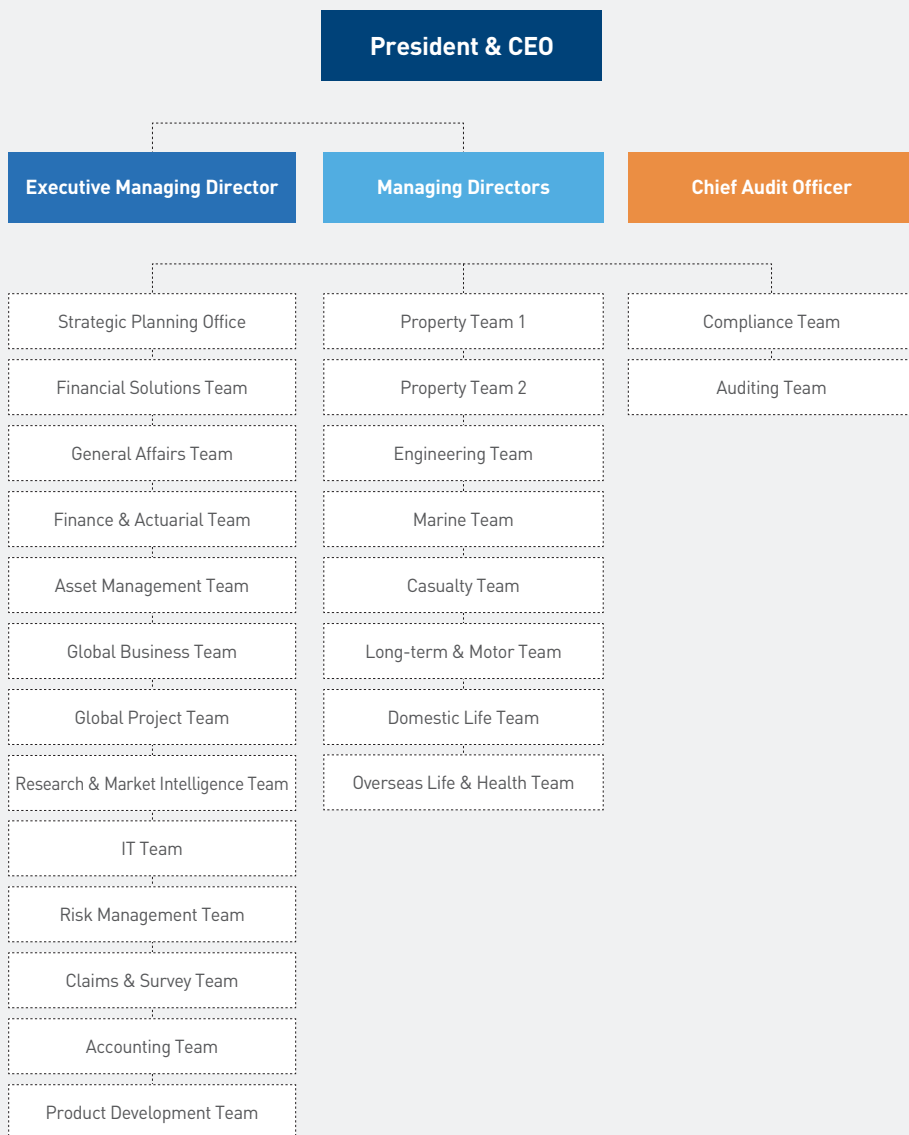 President & CEO
Executive Managing Director
Managing Directors
Chief Audit Officer
Strategic Planning Office
Financial Solutions Team
General Affairs Team
Finance & Actuarial Team
Asset Management Team
Global Business Team
Global Project Team
Research & Market Intelligence Team
IT Team
Risk Management Team
Claims & Survey Team
Accounting Team
Product Development Team
Property Team 1
Property Team 2
Engineering Team
Marine Team
Casualty Team
Long-term & Motor Team
Domestic Life Team
Overseas Life & Health Team
Compliance Team
Auditing Team